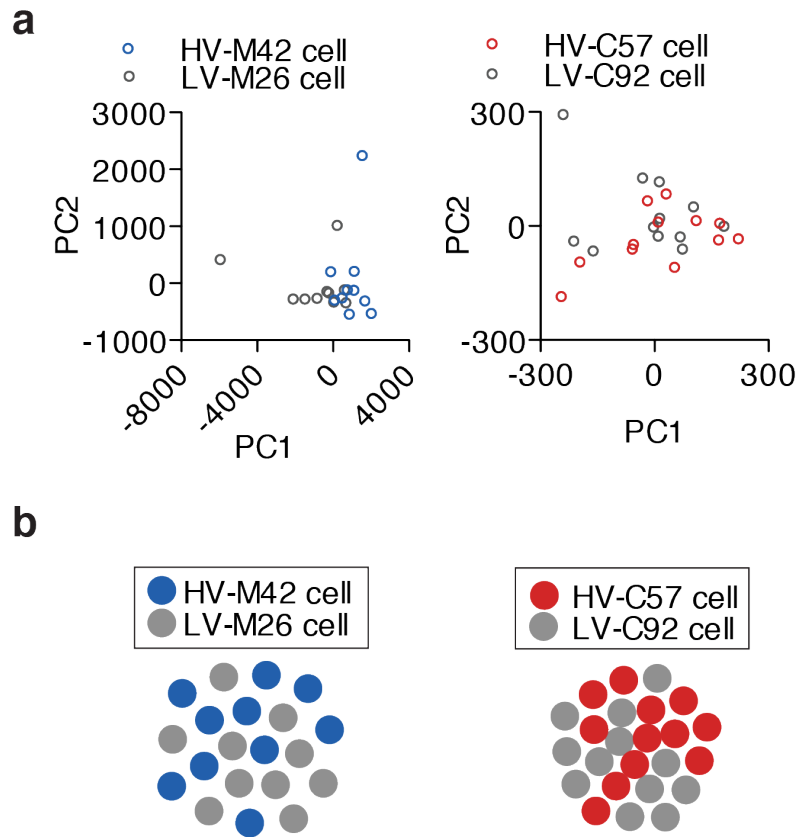 a
HV-M42 cell
LV-M26 cell
3000
2000
1000
0
-1000
PC2
-8000
-4000
0
4000
PC1
HV-C57 cell
LV-C92 cell
300
0
-300
PC2
-300
0
300
PC1
b
HV-M42 cell
LV-M26 cell
HV-C57 cell
LV-C92 cell